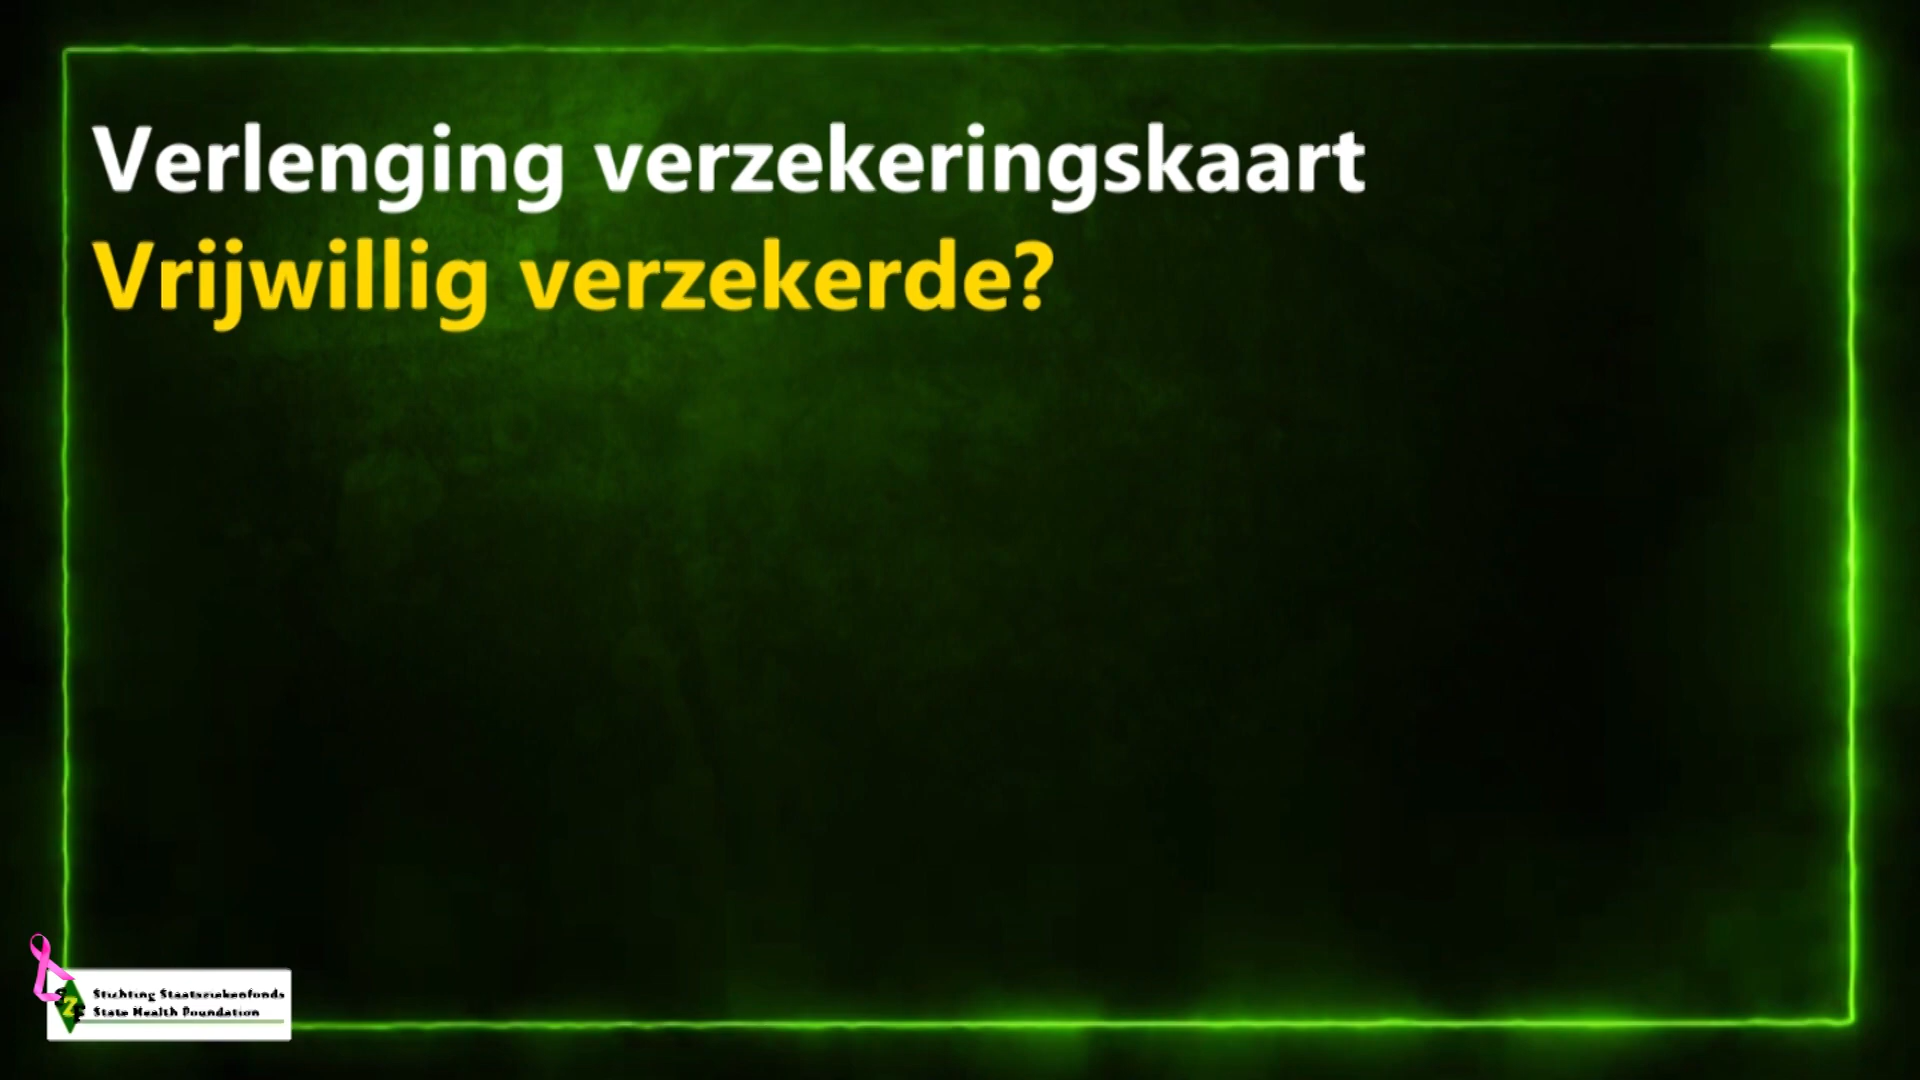 Verlenging verzekeringskaart
Vrijwillig verzekerde?
Stichting Staatsziekenfonds
State Health Foundation